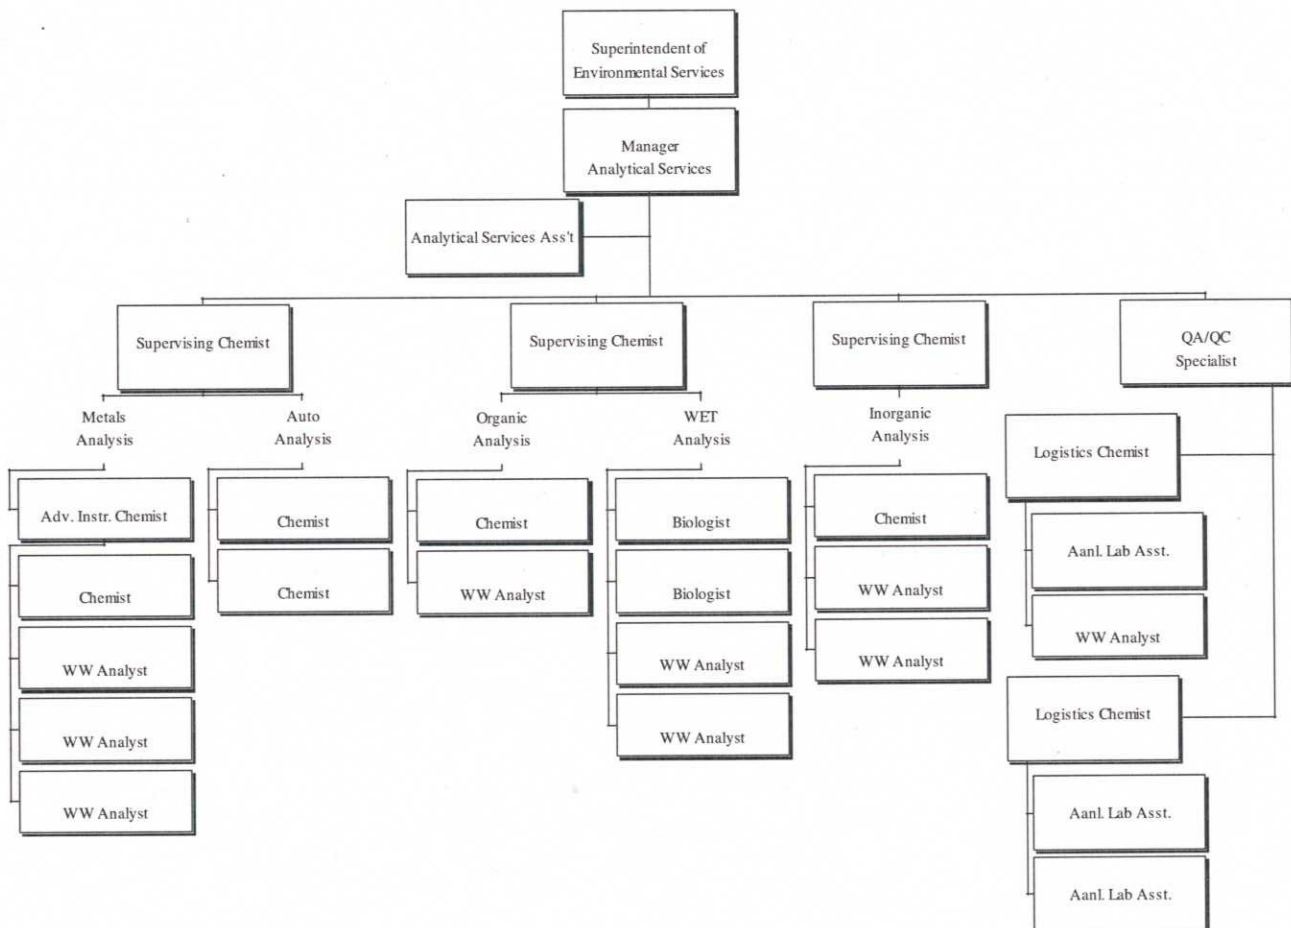 Superintendent of
Environmental Services
Manager
Analytical Services
Analytical Services Ass't
Supervising Chemist
Supervising Chemist
Supervising Chemist
QA/QC
Specialist
Metals
Analysis
Auto
Analysis
Organic
Analysis
WET
Analysis
Inorganic
Analysis
Adv. Instr. Chemist
Chemist
WW Analyst
WW Analyst
WW Analyst
Chemist
Chemist
Chemist
WW Analyst
Biologist
Biologist
WW Analyst
WW Analyst
Chemist
WW Analyst
WW Analyst
Logistics Chemist
Aanl. Lab Asst.
WW Analyst
Logistics Chemist
Aanl. Lab Asst.
Aanl. Lab Asst.